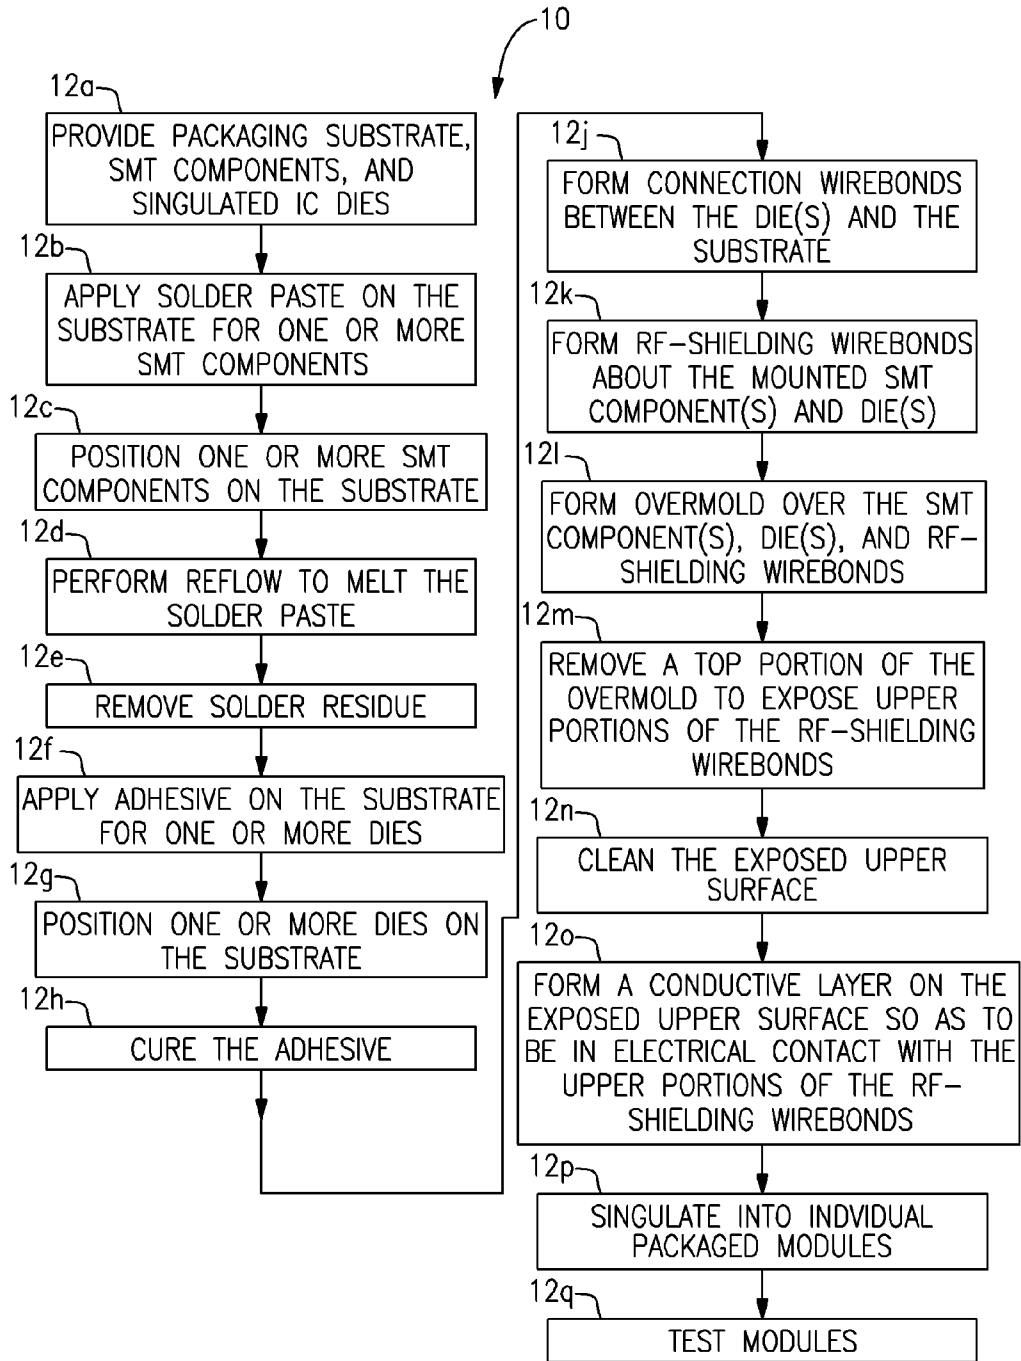 10
12a
PROVIDE PACKAGING SUBSTRATE,
SMT COMPONENTS, AND
SINGULATED IC DIES
12b
APPLY SOLDER PASTE ON THE
SUBSTRATE FOR ONE OR MORE
SMT COMPONENTS
12c
POSITION ONE OR MORE SMT
COMPONENTS ON THE SUBSTRATE
12d
PERFORM REFLOW TO MELT THE
SOLDER PASTE
12e
REMOVE SOLDER RESIDUE
12f
APPLY ADHESIVE ON THE SUBSTRATE
FOR ONE OR MORE DIES
12g
POSITION ONE OR MORE DIES ON
THE SUBSTRATE
12h
CURE THE ADHESIVE
12j
FORM CONNECTION WIREBONDS
BETWEEN THE DIE(S) AND THE
SUBSTRATE
12k
FORM RF-SHIELDING WIREBONDS
ABOUT THE MOUNTED SMT
COMPONENT(S) AND DIE(S)
12l
FORM OVERMOLD OVER THE SMT
COMPONENT(S), DIE(S), AND RF-
SHIELDING WIREBONDS
12m
REMOVE A TOP PORTION OF THE
OVERMOLD TO EXPOSE UPPER
PORTIONS OF THE RF-SHIELDING
WIREBONDS
12n
CLEAN THE EXPOSED UPPER
SURFACE
12o
FORM A CONDUCTIVE LAYER ON THE
EXPOSED UPPER SURFACE SO AS TO
BE IN ELECTRICAL CONTACT WITH THE
UPPER PORTIONS OF THE RF-
SHIELDING WIREBONDS
12p
SINGULATE INTO INDVIDUAL
PACKAGED MODULES
12q
TEST MODULES